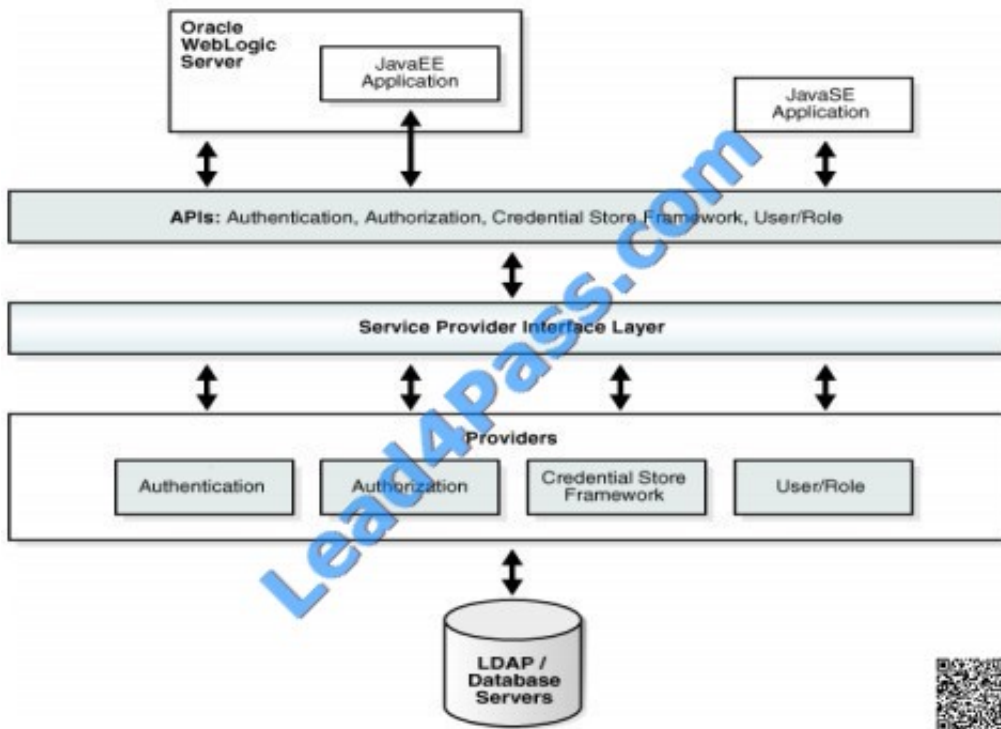 Oracle
WebLogic
Server
JavaEE
Application
JavaSE
Application
APIs: Authentication, Authorization, Credential Store Framework, User/Role
Service Provider Interface Layer
Providers
Authentication
Authorization
Credential Store
Framework
User/Role
LDAP /
Database
Servers
Lead4Pass.com